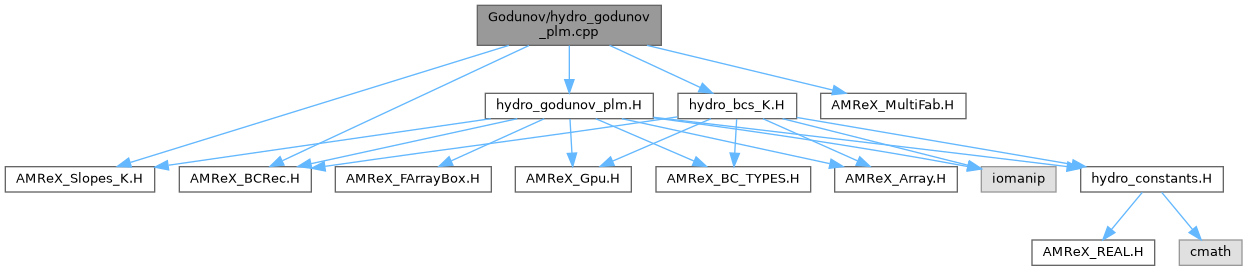 Godunov/hydro_godunov
_plm.cpp
hydro_godunov_plm.H
hydro_bcs_K.H
AMReX_MultiFab.H
AMReX_Slopes_K.H
AMReX_BCRec.H
AMReX_FArrayBox.H
AMReX_Gpu.H
AMReX_BC_TYPES.H
AMReX_Array.H
iomanip
hydro_constants.H
AMReX_REAL.H
cmath